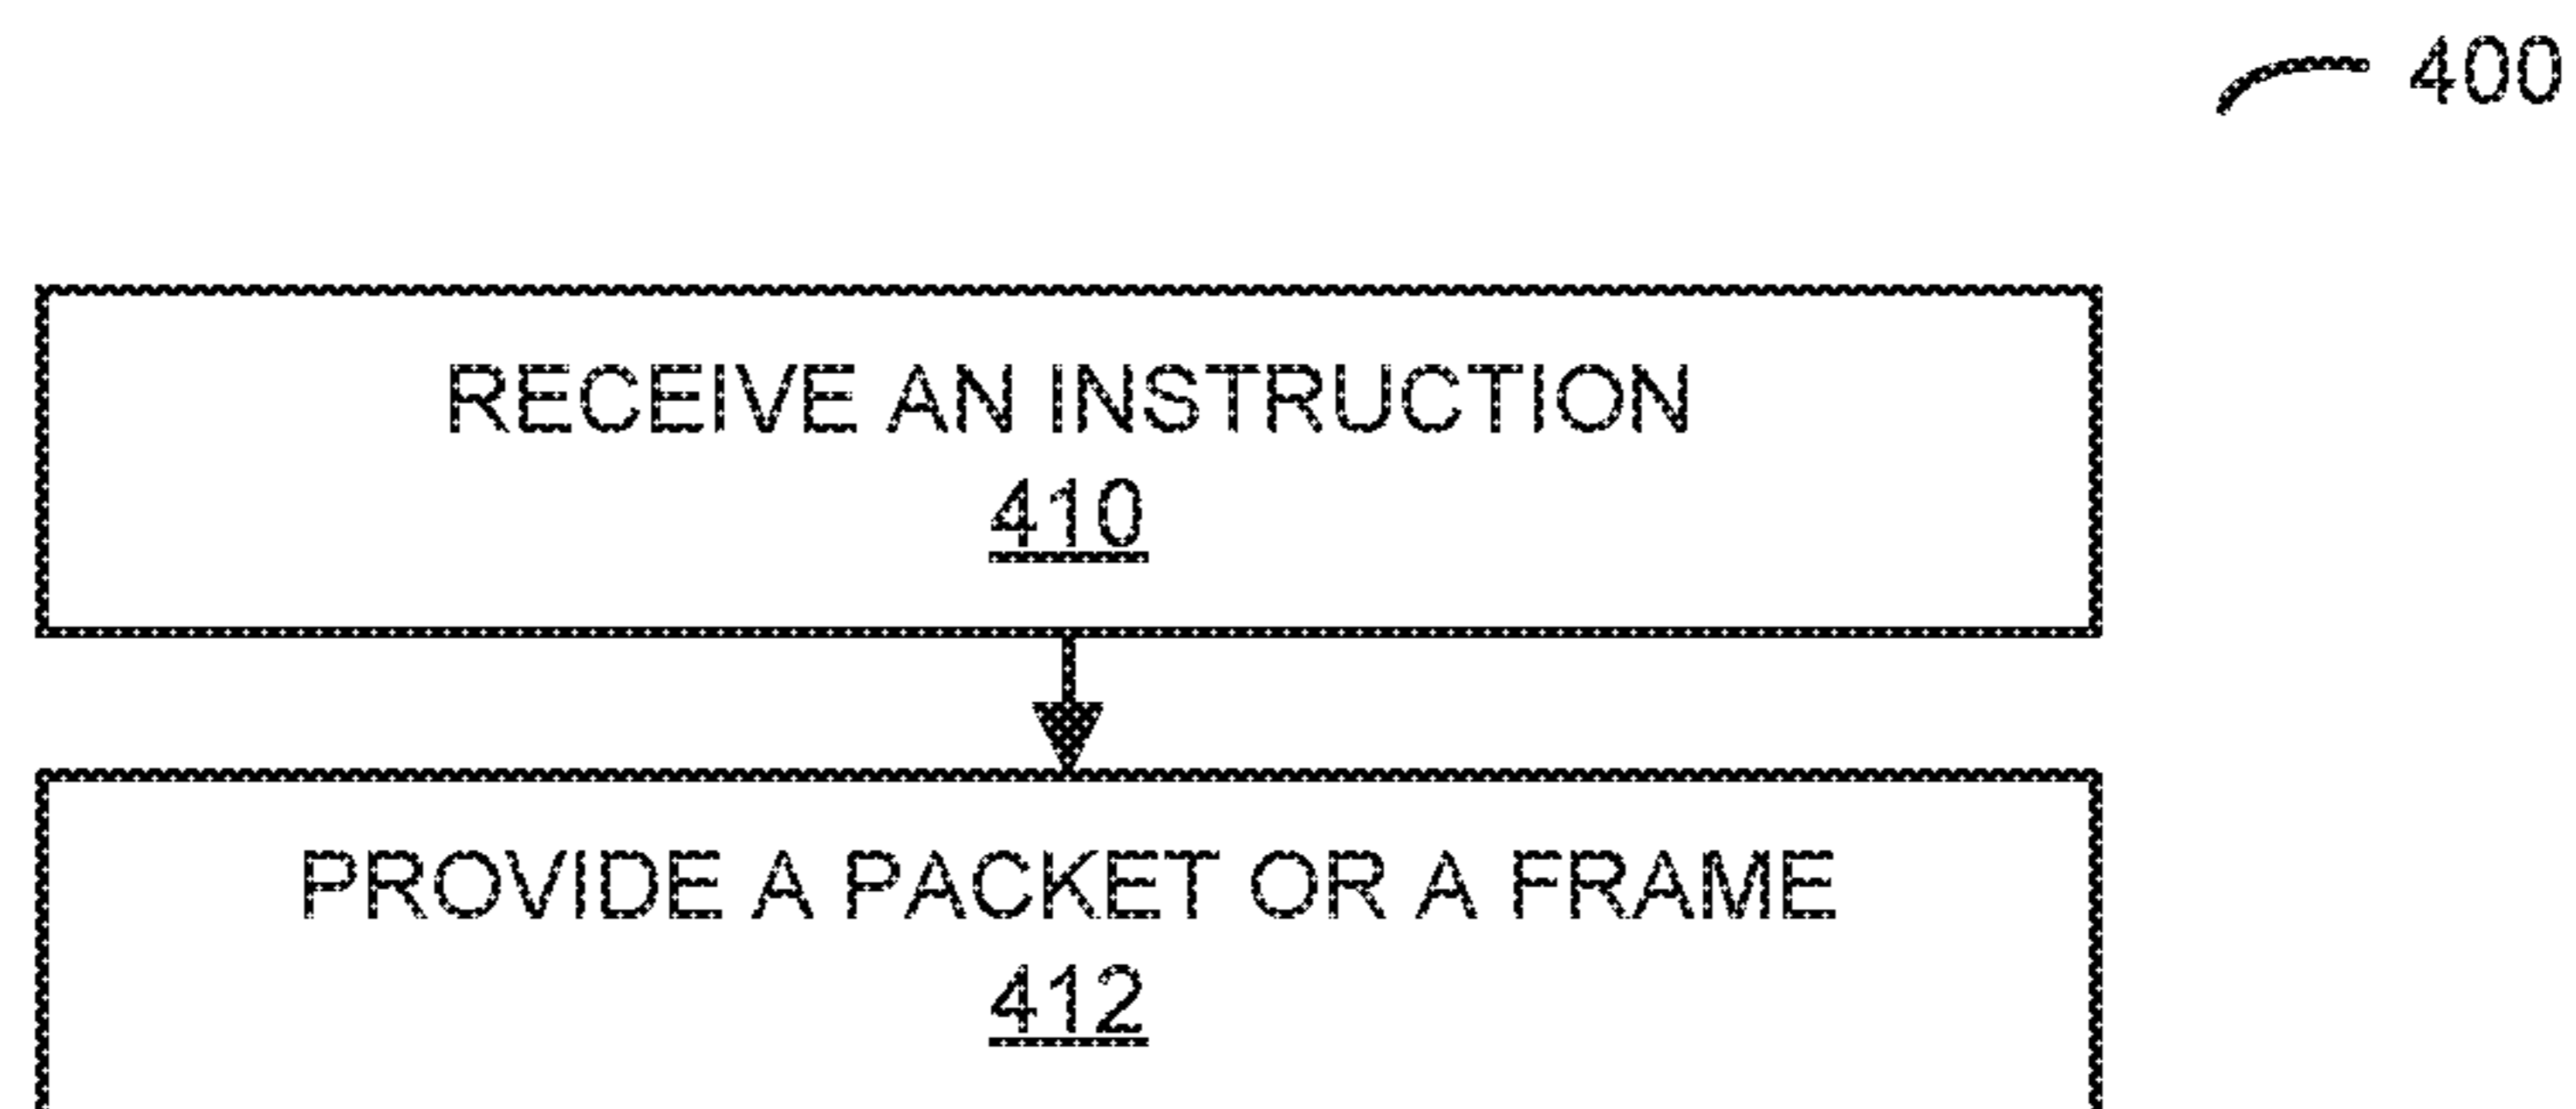 400
RECEIVE AN INSTRUCTION
410
PROVIDE A PACKET OR A FRAME
412